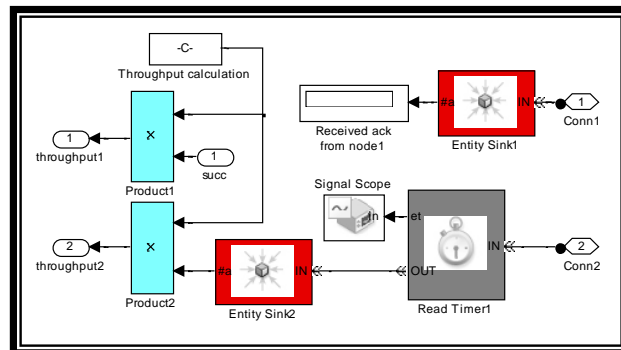 -C-
Throughput calculation
1
throughput1
×
Product1
1
succ
Received ack
from node1
#a
IN
Entity Sink1
1
Conn1
Signal Scope
In
et
IN
OUT
Read Timer1
2
Conn2
2
throughput2
×
Product2
#a
IN
Entity Sink2